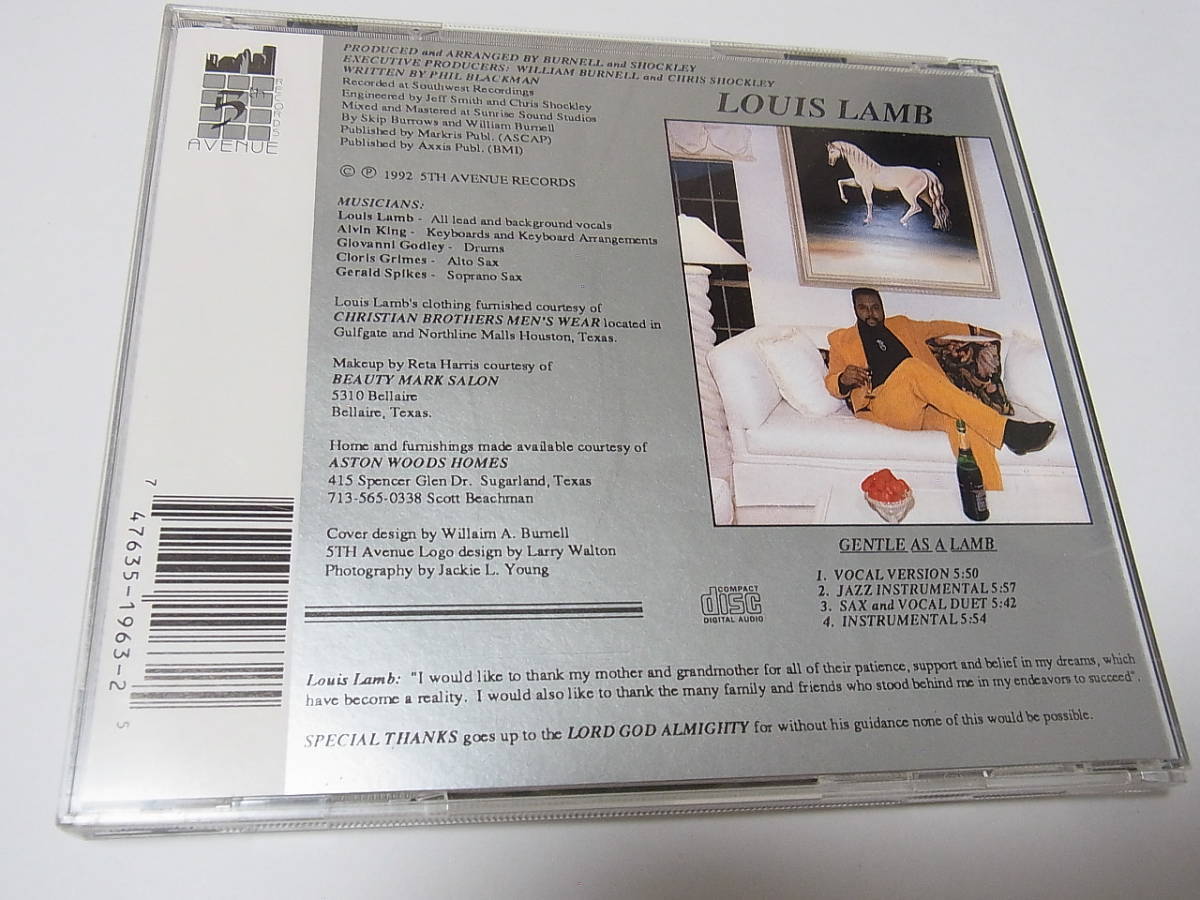 5th
AVENUE
RECORDS
PRODUCED and ARRANGED BY BURNELL and SHOCKLEY
EXECUTIVE PRODUCERS: WILLIAM BURNELL and CHRIS SHOCKLEY
WRITTEN BY PHIL BLACKMAN
Recorded at Southwest Recordings
Engineered by Jeff Smith and Chris Shockley
Mixed and Mastered at Sunrise Sound Studios
By Skip Burrows and William Burnell
Published by Markris Publ. (ASCAP)
Published by Axxis Publ. (BMI)
© ℗ 1992 5TH AVENUE RECORDS
MUSICIANS:
Louis Lamb - All lead and background vocals
Alvin King - Keyboards and Keyboard Arrangements
Giovanni Godley - Drums
Cloris Grimes - Alto Sax
Gerald Spikes - Soprano Sax
Louis Lamb's clothing furnished courtesy of
CHRISTIAN BROTHERS MEN'S WEAR located in
Gulfgate and Northline Malls Houston, Texas.
Makeup by Reta Harris courtesy of
BEAUTY MARK SALON
5310 Bellaire
Bellaire, Texas.
Home and furnishings made available courtesy of
ASTON WOODS HOMES
415 Spencer Glen Dr. Sugarland, Texas
713-565-0338 Scott Beachman
Cover design by Willaim A. Burnell
5TH Avenue Logo design by Larry Walton
Photography by Jackie L. Young
LOUIS LAMB
GENTLE AS A LAMB
1. VOCAL VERSION 5:50
2. JAZZ INSTRUMENTAL 5:57
3. SAX and VOCAL DUET 5:42
4. INSTRUMENTAL 5:54
COMPACT
disc
DIGITAL AUDIO
Louis Lamb: "I would like to thank my mother and grandmother for all of their patience, support and belief in my dreams, which
have become a reality. I would also like to thank the many family and friends who stood behind me in my endeavors to succeed".
SPECIAL THANKS goes up to the LORD GOD ALMIGHTY for without his guidance none of this would be possible.
7 47635-1963-2 5